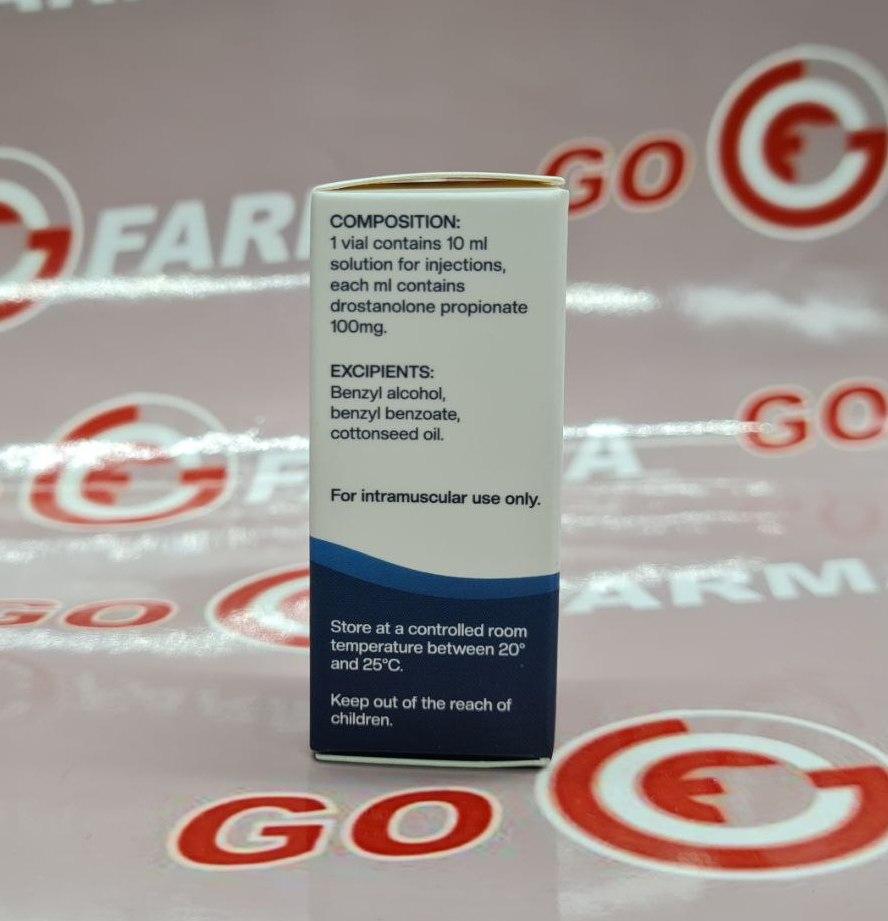 FARM
GO
COMPOSITION:
1 vial contains 10 ml
solution for injections,
each ml contains
drostanolone propionate
100mg.
EXCIPIENTS:
Benzyl alcohol,
benzyl benzoate,
cottonseed oil.
GO
For intramuscular use only.
GO
FARMA
Store at a controlled room
temperature between 20°
and 25°C.
Keep out of the reach of
children.
GO